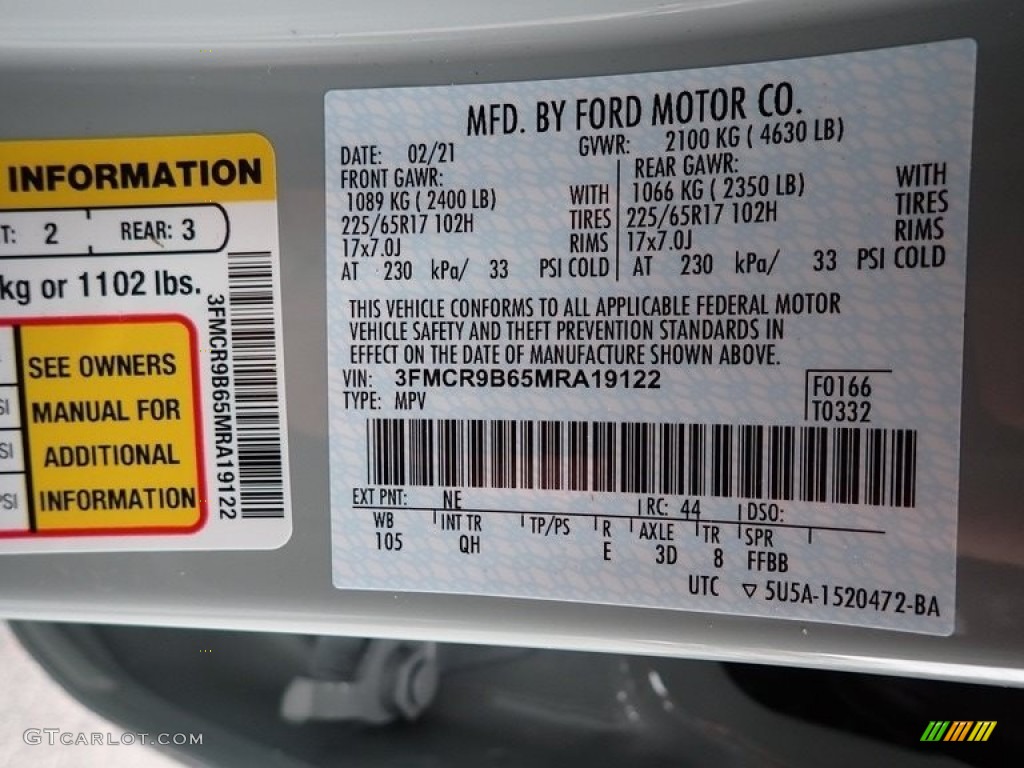 INFORMATION
T: 2 REAR: 3
kg or 1102 lbs.
3FMCR9B65MRA19122
SEE OWNERS
MANUAL FOR
ADDITIONAL
INFORMATION
SI
SI
PSI
MFD. BY FORD MOTOR CO.
DATE: 02/21 GVWR: 2100 KG ( 4630 LB)
FRONT GAWR: REAR GAWR:
1089 KG ( 2400 LB) WITH 1066 KG ( 2350 LB) WITH
225/65R17 102H TIRES 225/65R17 102H TIRES
17x7.0J RIMS 17x7.0J RIMS
AT 230 kPa/ 33 PSI COLD AT 230 kPa/ 33 PSI COLD
THIS VEHICLE CONFORMS TO ALL APPLICABLE FEDERAL MOTOR
VEHICLE SAFETY AND THEFT PREVENTION STANDARDS IN
EFFECT ON THE DATE OF MANUFACTURE SHOWN ABOVE.
VIN: 3FMCR9B65MRA19122
TYPE: MPV
F0166
T0332
EXT PNT: NE RC: 44 DSO:
WB INT TR TP/PS R AXLE TR SPR
105 QH E 3D 8 FFBB
UTC ▽ 5U5A-1520472-BA
GTCARLOT.COM